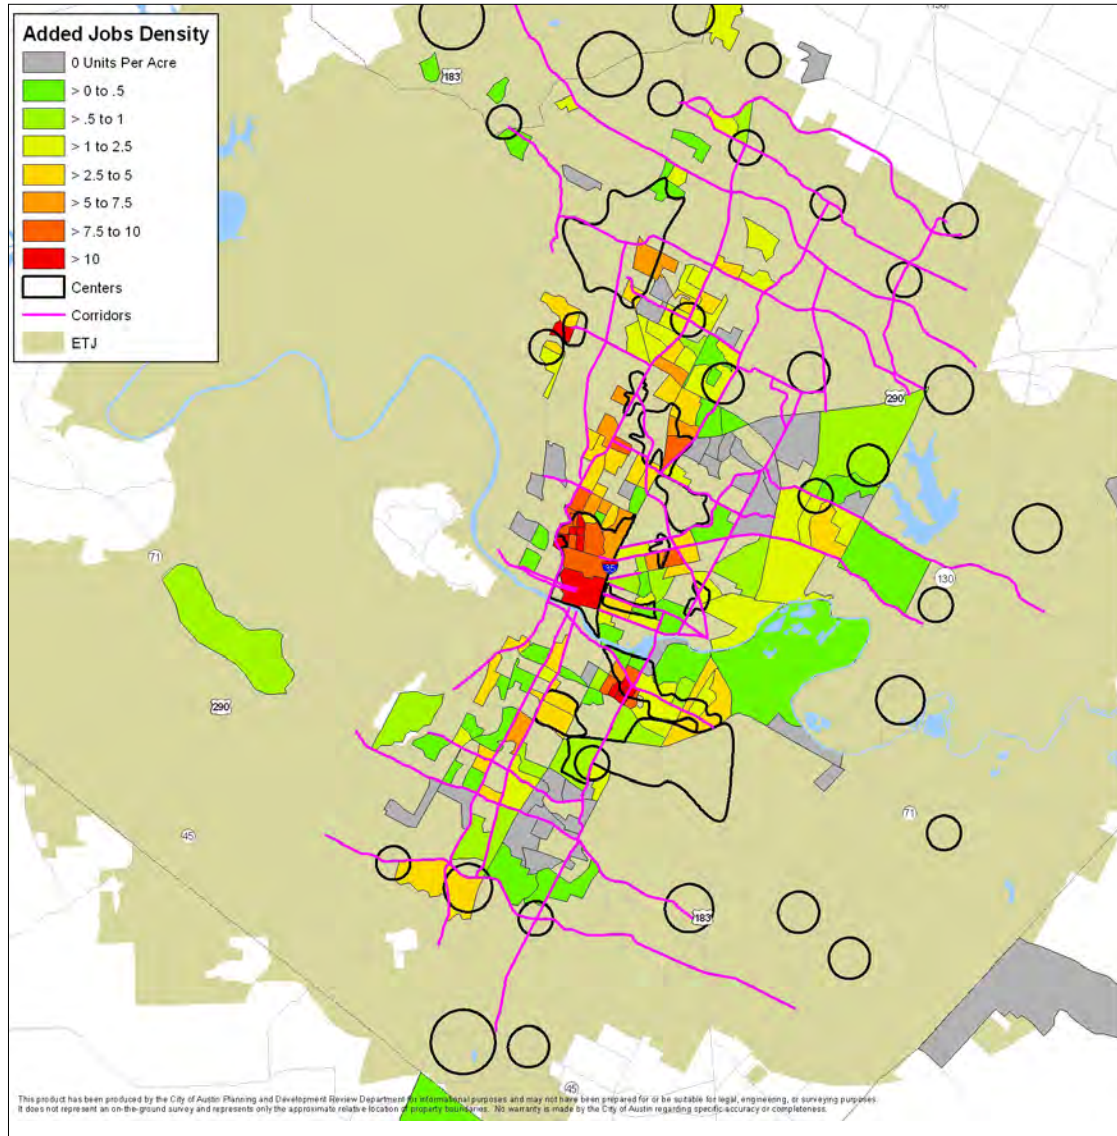 Added Jobs Density
0 Units Per Acre
> 0 to .5
> .5 to 1
> 1 to 2.5
> 2.5 to 5
> 5 to 7.5
> 7.5 to 10
> 10
Centers
Corridors
ETJ
183
290
71
35
130
290
45
71
183
45
This product has been produced by the City of Austin Planning and Development Review Department for informational purposes and may not have been prepared for or be suitable for legal, engineering, or surveying purposes.
It does not represent an on-the-ground survey and represents only the approximate relative location of property boundaries. No warranty is made by the City of Austin regarding specific accuracy or completeness.